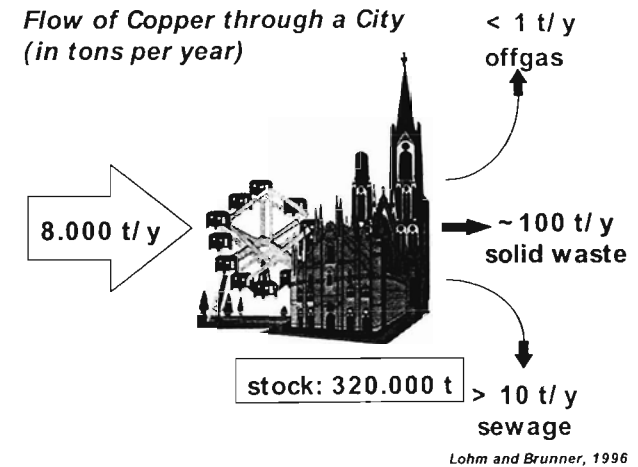 Flow of Copper through a City
(in tons per year)
< 1 t/ y
offgas
8.000 t/ y
~ 100 t/ y
solid waste
stock: 320.000 t
> 10 t/ y
sewage
Lohm and Brunner, 1996